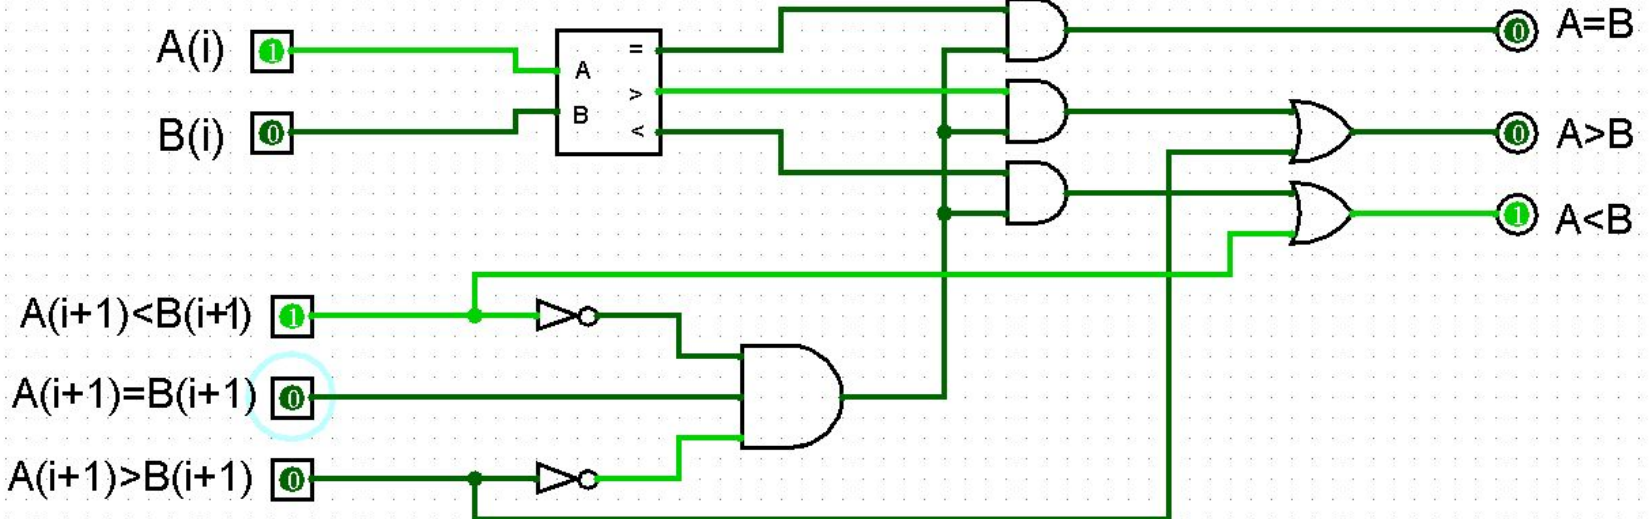 A(i) 1
B(i) 0
A
B
=
>
<
0 A=B
0 A>B
1 A<B
A(i+1)<B(i+1) 1
A(i+1)=B(i+1) 0
A(i+1)>B(i+1) 0